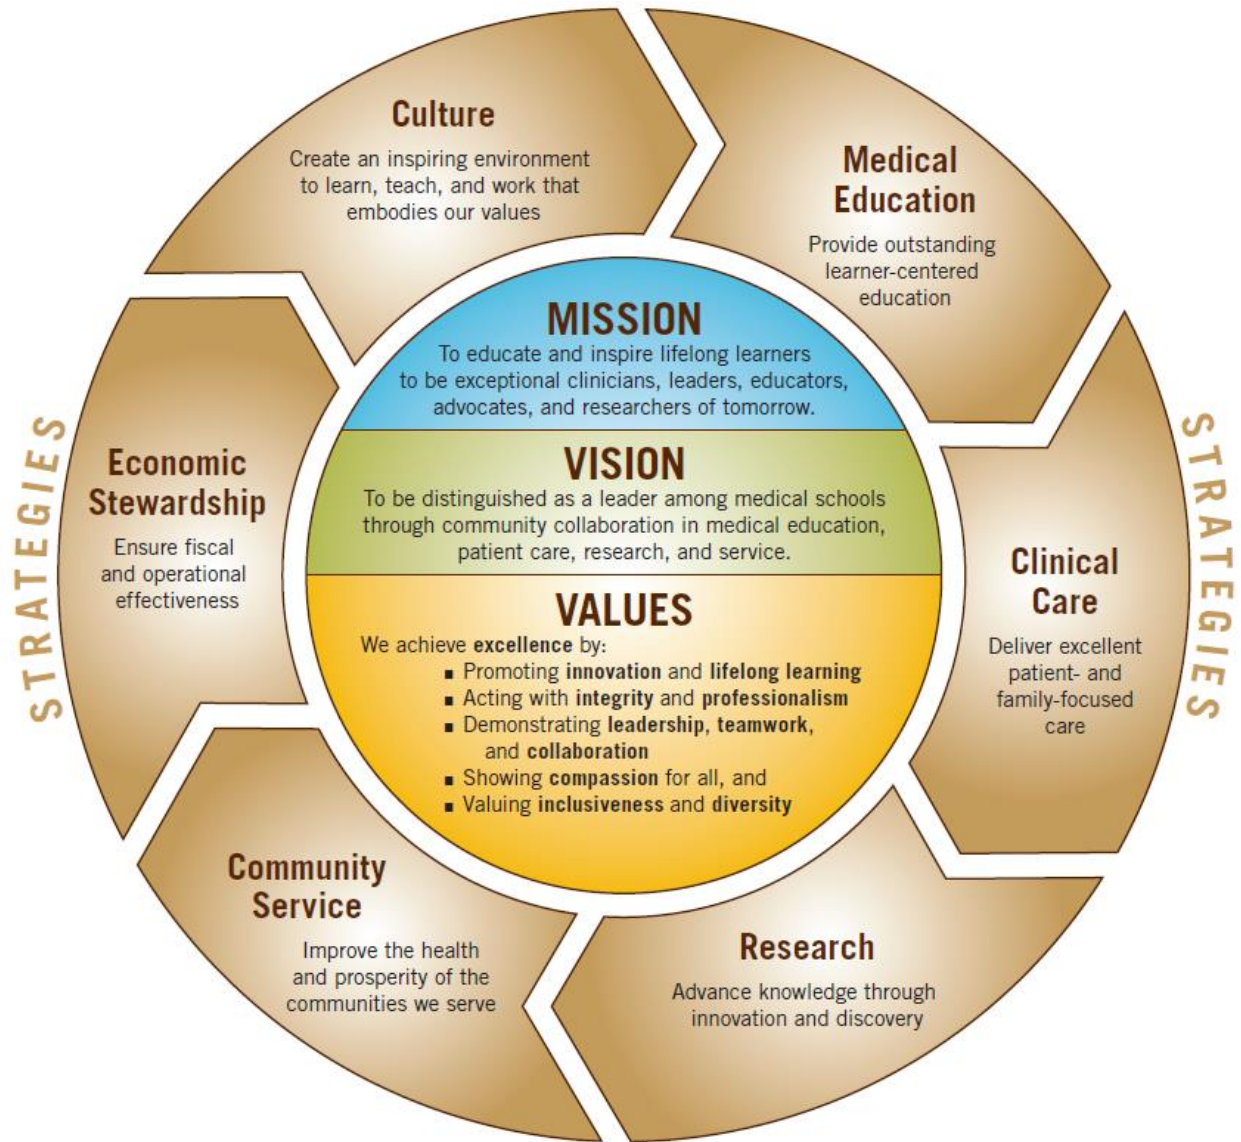 Culture
Create an inspiring environment
to learn, teach, and work that
embodies our values
Medical
Education
Provide outstanding
learner-centered
education
MISSION
To educate and inspire lifelong learners
to be exceptional clinicians, leaders, educators,
advocates, and researchers of tomorrow.
VISION
To be distinguished as a leader among medical schools
through community collaboration in medical education,
patient care, research, and service.
VALUES
We achieve excellence by:
▪ Promoting innovation and lifelong learning
▪ Acting with integrity and professionalism
▪ Demonstrating leadership, teamwork,
and collaboration
▪ Showing compassion for all, and
▪ Valuing inclusiveness and diversity
STRATEGIES
Economic
Stewardship
Ensure fiscal
and operational
effectiveness
STRATEGIES
Clinical
Care
Deliver excellent
patient- and
family-focused
care
Community
Service
Improve the health
and prosperity of the
communities we serve
Research
Advance knowledge through
innovation and discovery